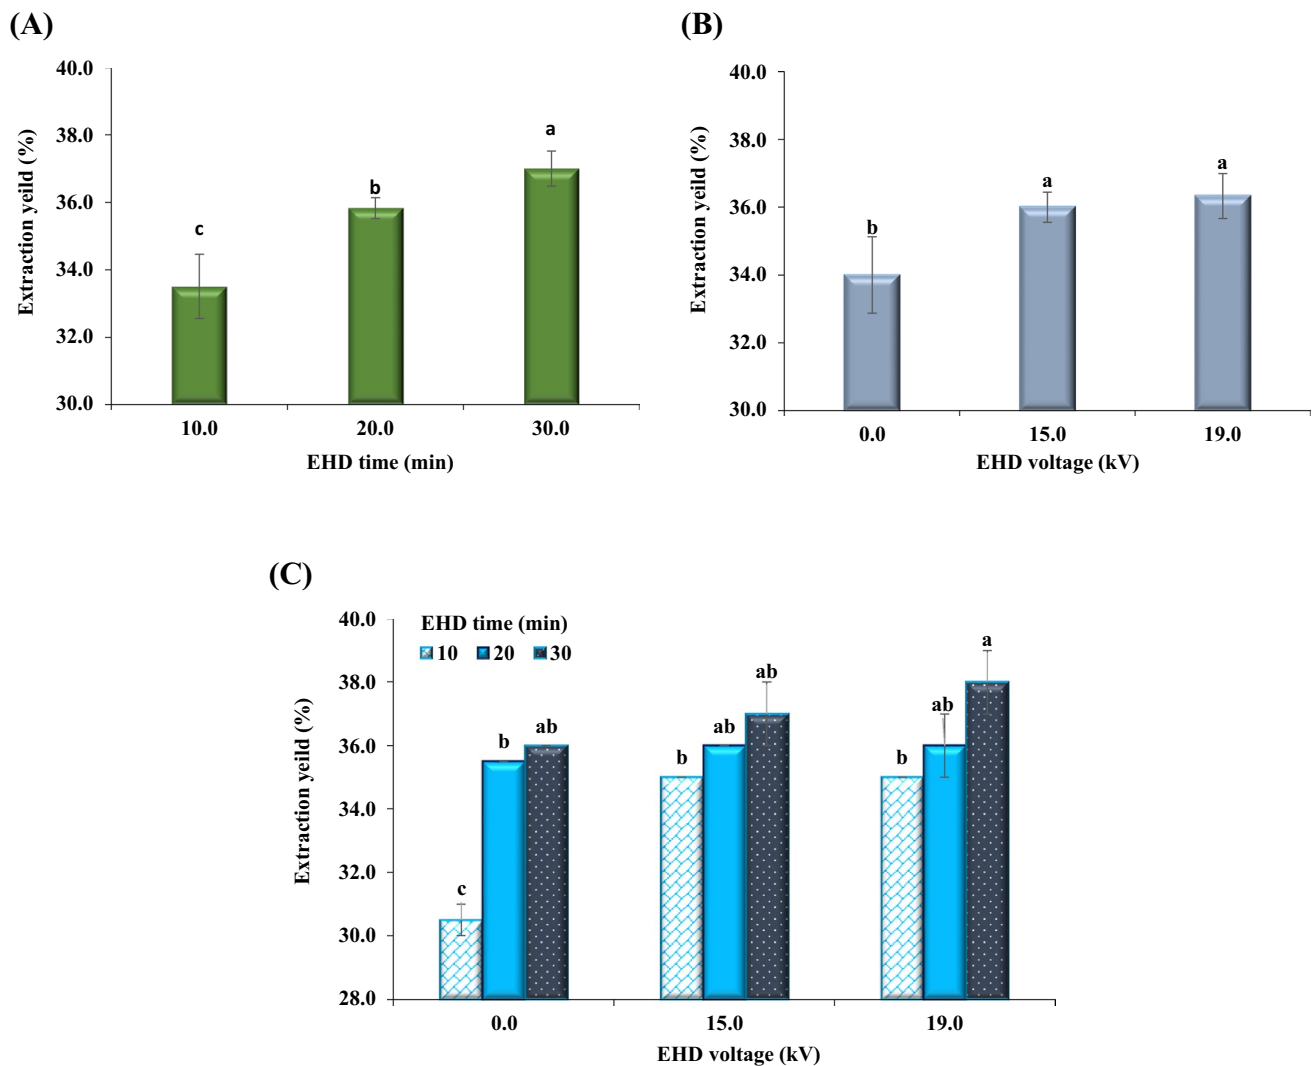 (A)
40.0
38.0
36.0
34.0
32.0
30.0
Extraction yeild (%)
c
b
a
10.0 20.0 30.0
EHD time (min)
(B)
40.0
38.0
36.0
34.0
32.0
30.0
Extraction yeild (%)
b
a
a
0.0 15.0 19.0
EHD voltage (kV)
(C)
40.0
38.0
36.0
34.0
32.0
30.0
28.0
Extraction yeild (%)
EHD time (min)
10 20 30
c
b
ab
b
ab
ab
b
ab
a
0.0 15.0 19.0
EHD voltage (kV)